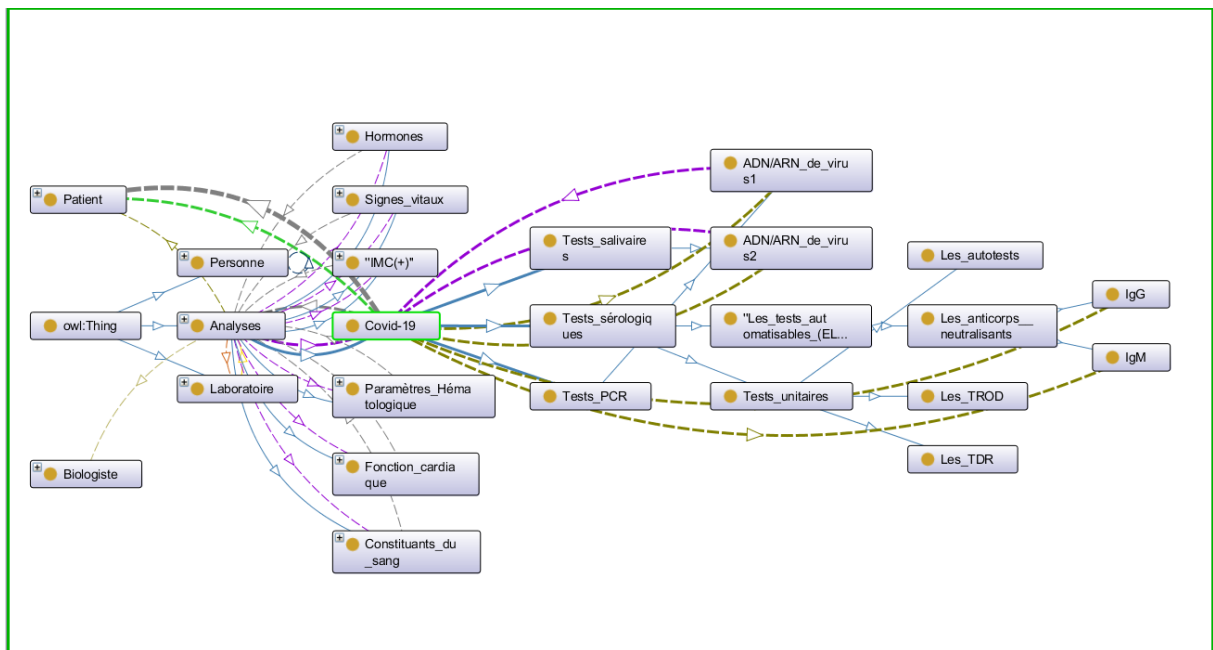 Hormones
ADN/ARN_de_viru
s1
Patient
Signes_vitaux
Tests_salivaire
s
ADN/ARN_de_viru
s2
Les_autotests
Personne
"IMC(+)"
IgG
owl:Thing
Analyses
Covid-19
Tests_sérologiq
ues
"Les_tests_aut
omatisables_(EL...
Les_anticorps__
neutralisants
IgM
Laboratoire
Paramètres_Héma
tologique
Tests_PCR
Tests_unitaires
Les_TROD
Biologiste
Fonction_cardia
que
Les_TDR
Constituants_du
_sang